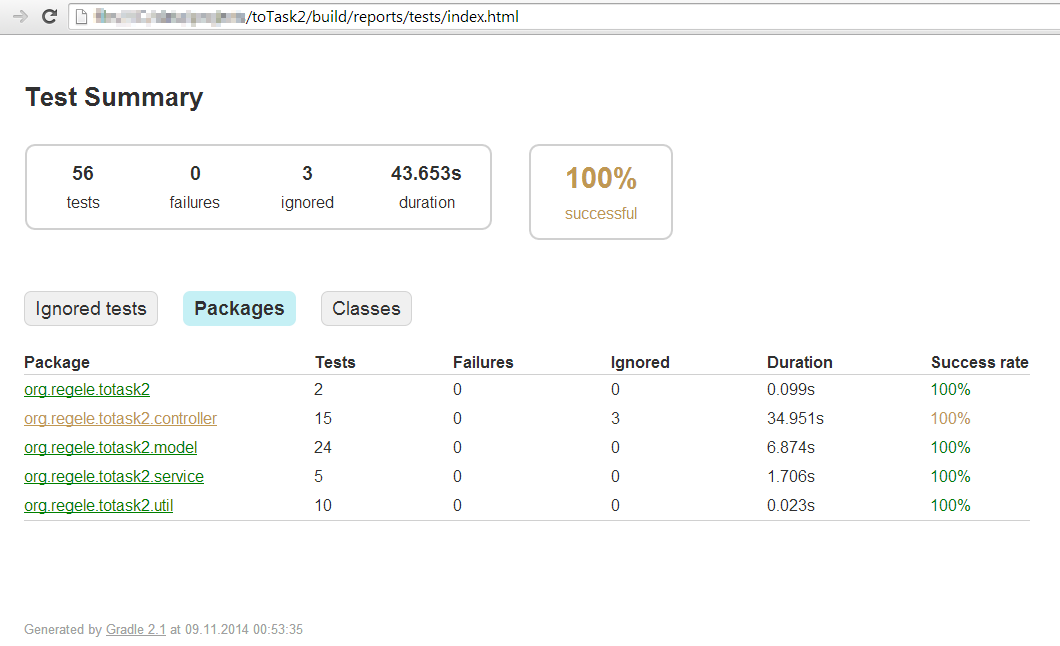 /toTask2/build/reports/tests/index.html
Test Summary
56 0 3 43.653s 100%
tests failures ignored duration successful
Ignored tests Packages Classes
Package Tests Failures Ignored Duration Success rate
org.regele.totask2 2 0 0 0.099s 100%
org.regele.totask2.controller 15 0 3 34.951s 100%
org.regele.totask2.model 24 0 0 6.874s 100%
org.regele.totask2.service 5 0 0 1.706s 100%
org.regele.totask2.util 10 0 0 0.023s 100%
Generated by Gradle 2.1 at 09.11.2014 00:53:35